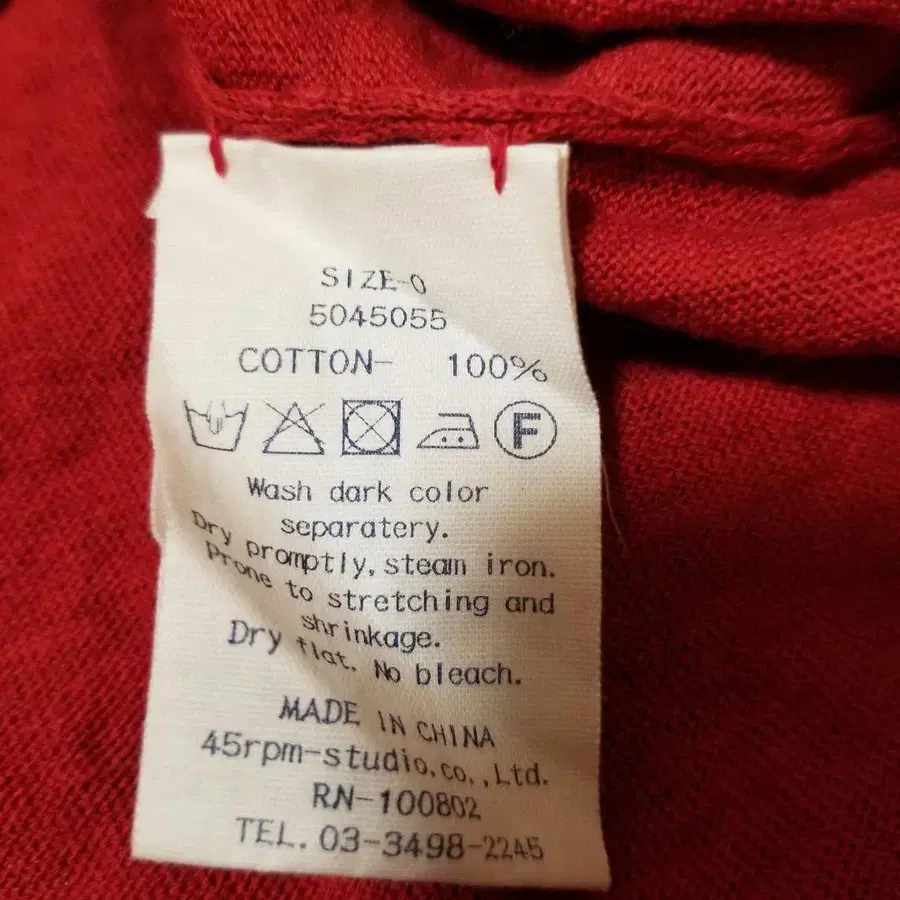 SIZE-0
5045055
COTTON- 100%
F
Wash dark color
separatery.
Dry promptly, steam iron.
Prone to stretching and
shrinkage.
Dry flat. No bleach.
MADE IN CHINA
45rpm-studio.co.,Ltd.
RN-100802
TEL. 03-3498-2245